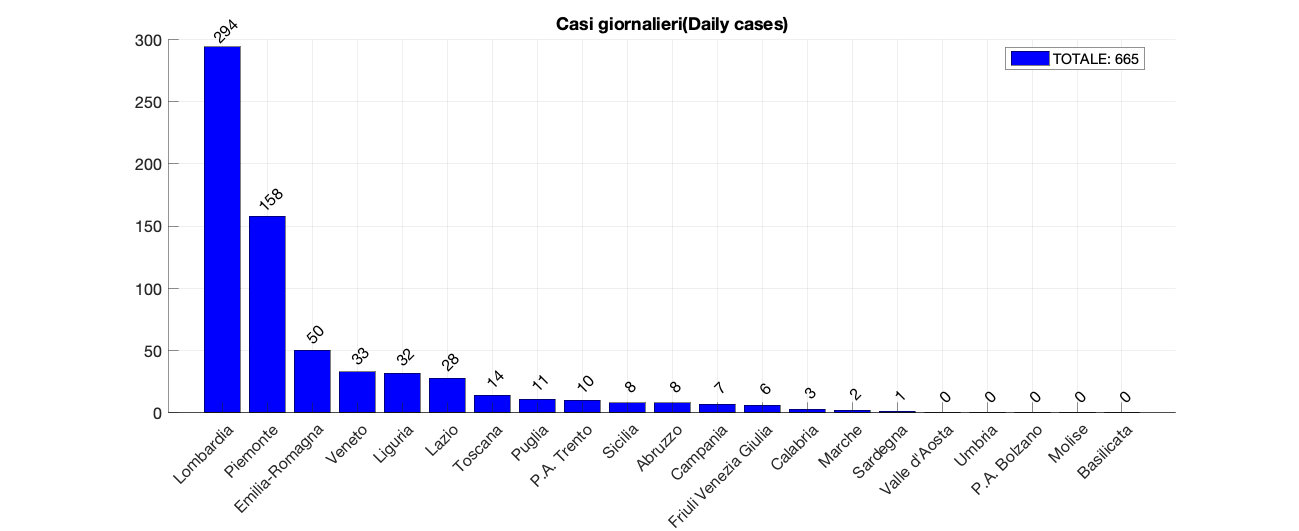 Casi giornalieri(Daily cases)
TOTALE: 665
300
250
200
150
100
50
0
294
158
50
33
32
28
14
11
10
8
8
7
6
3
2
1
0
0
0
0
0
Lombardia
Piemonte
Emilia-Romagna
Veneto
Liguria
Lazio
Toscana
Puglia
P.A. Trento
Sicilia
Abruzzo
Campania
Friuli Venezia Giulia
Calabria
Marche
Sardegna
Valle d'Aosta
Umbria
P.A. Bolzano
Molise
Basilicata